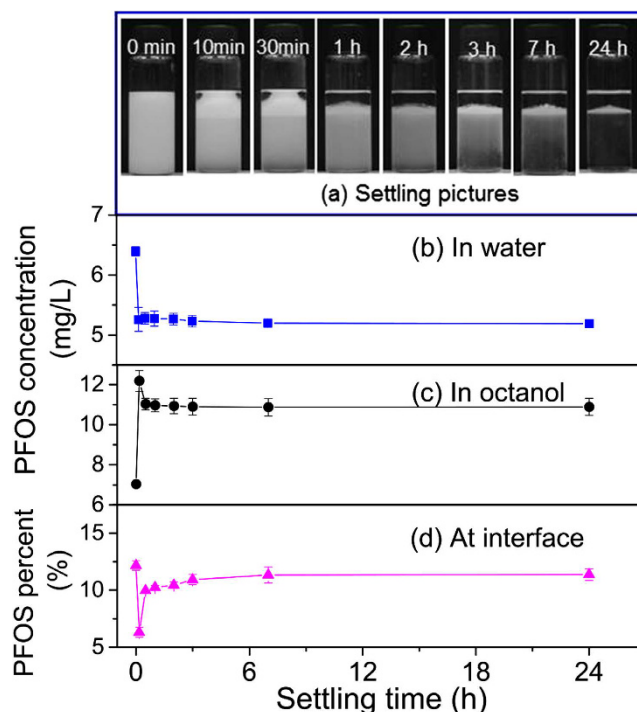 0 min 10min 30min 1 h 2 h 3 h 7 h 24 h
(a) Settling pictures
7
(b) In water
5
PFOS concentration
(mg/L)
12
(c) In octanol
10
8
6
15
(d) At interface
10
5
PFOS percent
(%)
0 6 12 18 24
Settling time (h)